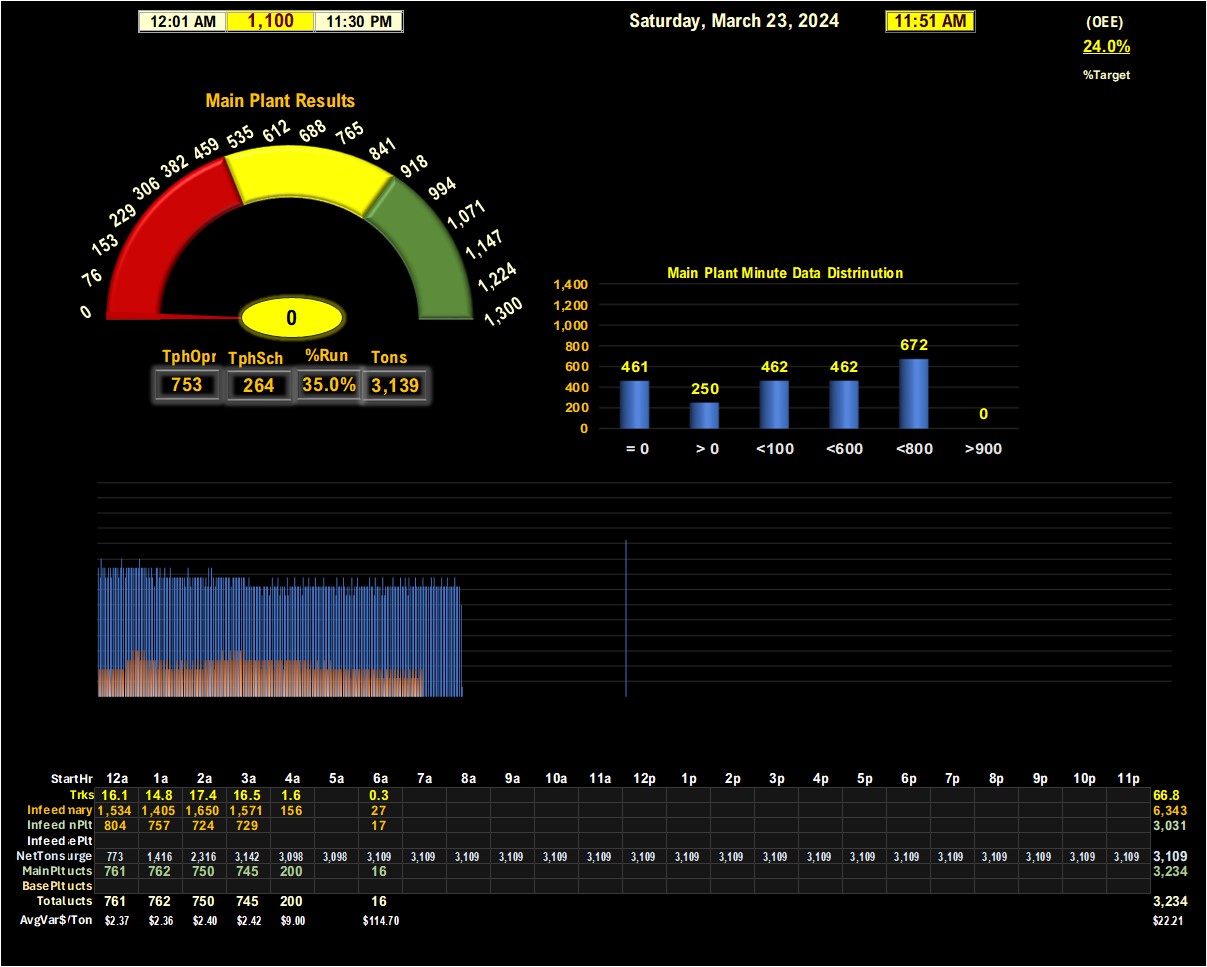 12:01 AM 1,100 11:30 PM Saturday, March 23, 2024 11:51 AM (OEE)
24.0%
%Target
Main Plant Results
0 76 153 229 306 382 459 535 612 688 765 841 918 994 1,071 1,147 1,224 1,300
0
TphOpr TphSch %Run Tons
753 264 35.0% 3,139
Main Plant Minute Data Distrinution
1,400
1,200
1,000
800
600
400
200
0
461 250 462 462 672 0
= 0 > 0 <100 <600 <800 >900
StartHr 12a 1a 2a 3a 4a 5a 6a 7a 8a 9a 10a 11a 12p 1p 2p 3p 4p 5p 6p 7p 8p 9p 10p 11p
Trks 16.1 14.8 17.4 16.5 1.6 0.3 66.8
Infeed nary 1,534 1,405 1,650 1,571 156 27 6,343
Infeed nPlt 804 757 724 729 17 3,031
Infeed ePlt
NetTons urge 773 1,416 2,316 3,142 3,098 3,098 3,109 3,109 3,109 3,109 3,109 3,109 3,109 3,109 3,109 3,109 3,109 3,109 3,109 3,109 3,109 3,109 3,109 3,109 3,109
MainPlt ucts 761 762 750 745 200 16 3,234
BasePlt ucts
Total ucts 761 762 750 745 200 16 3,234
AvgVar$/Ton $2.37 $2.36 $2.40 $2.42 $9.00 $114.70 $22.21